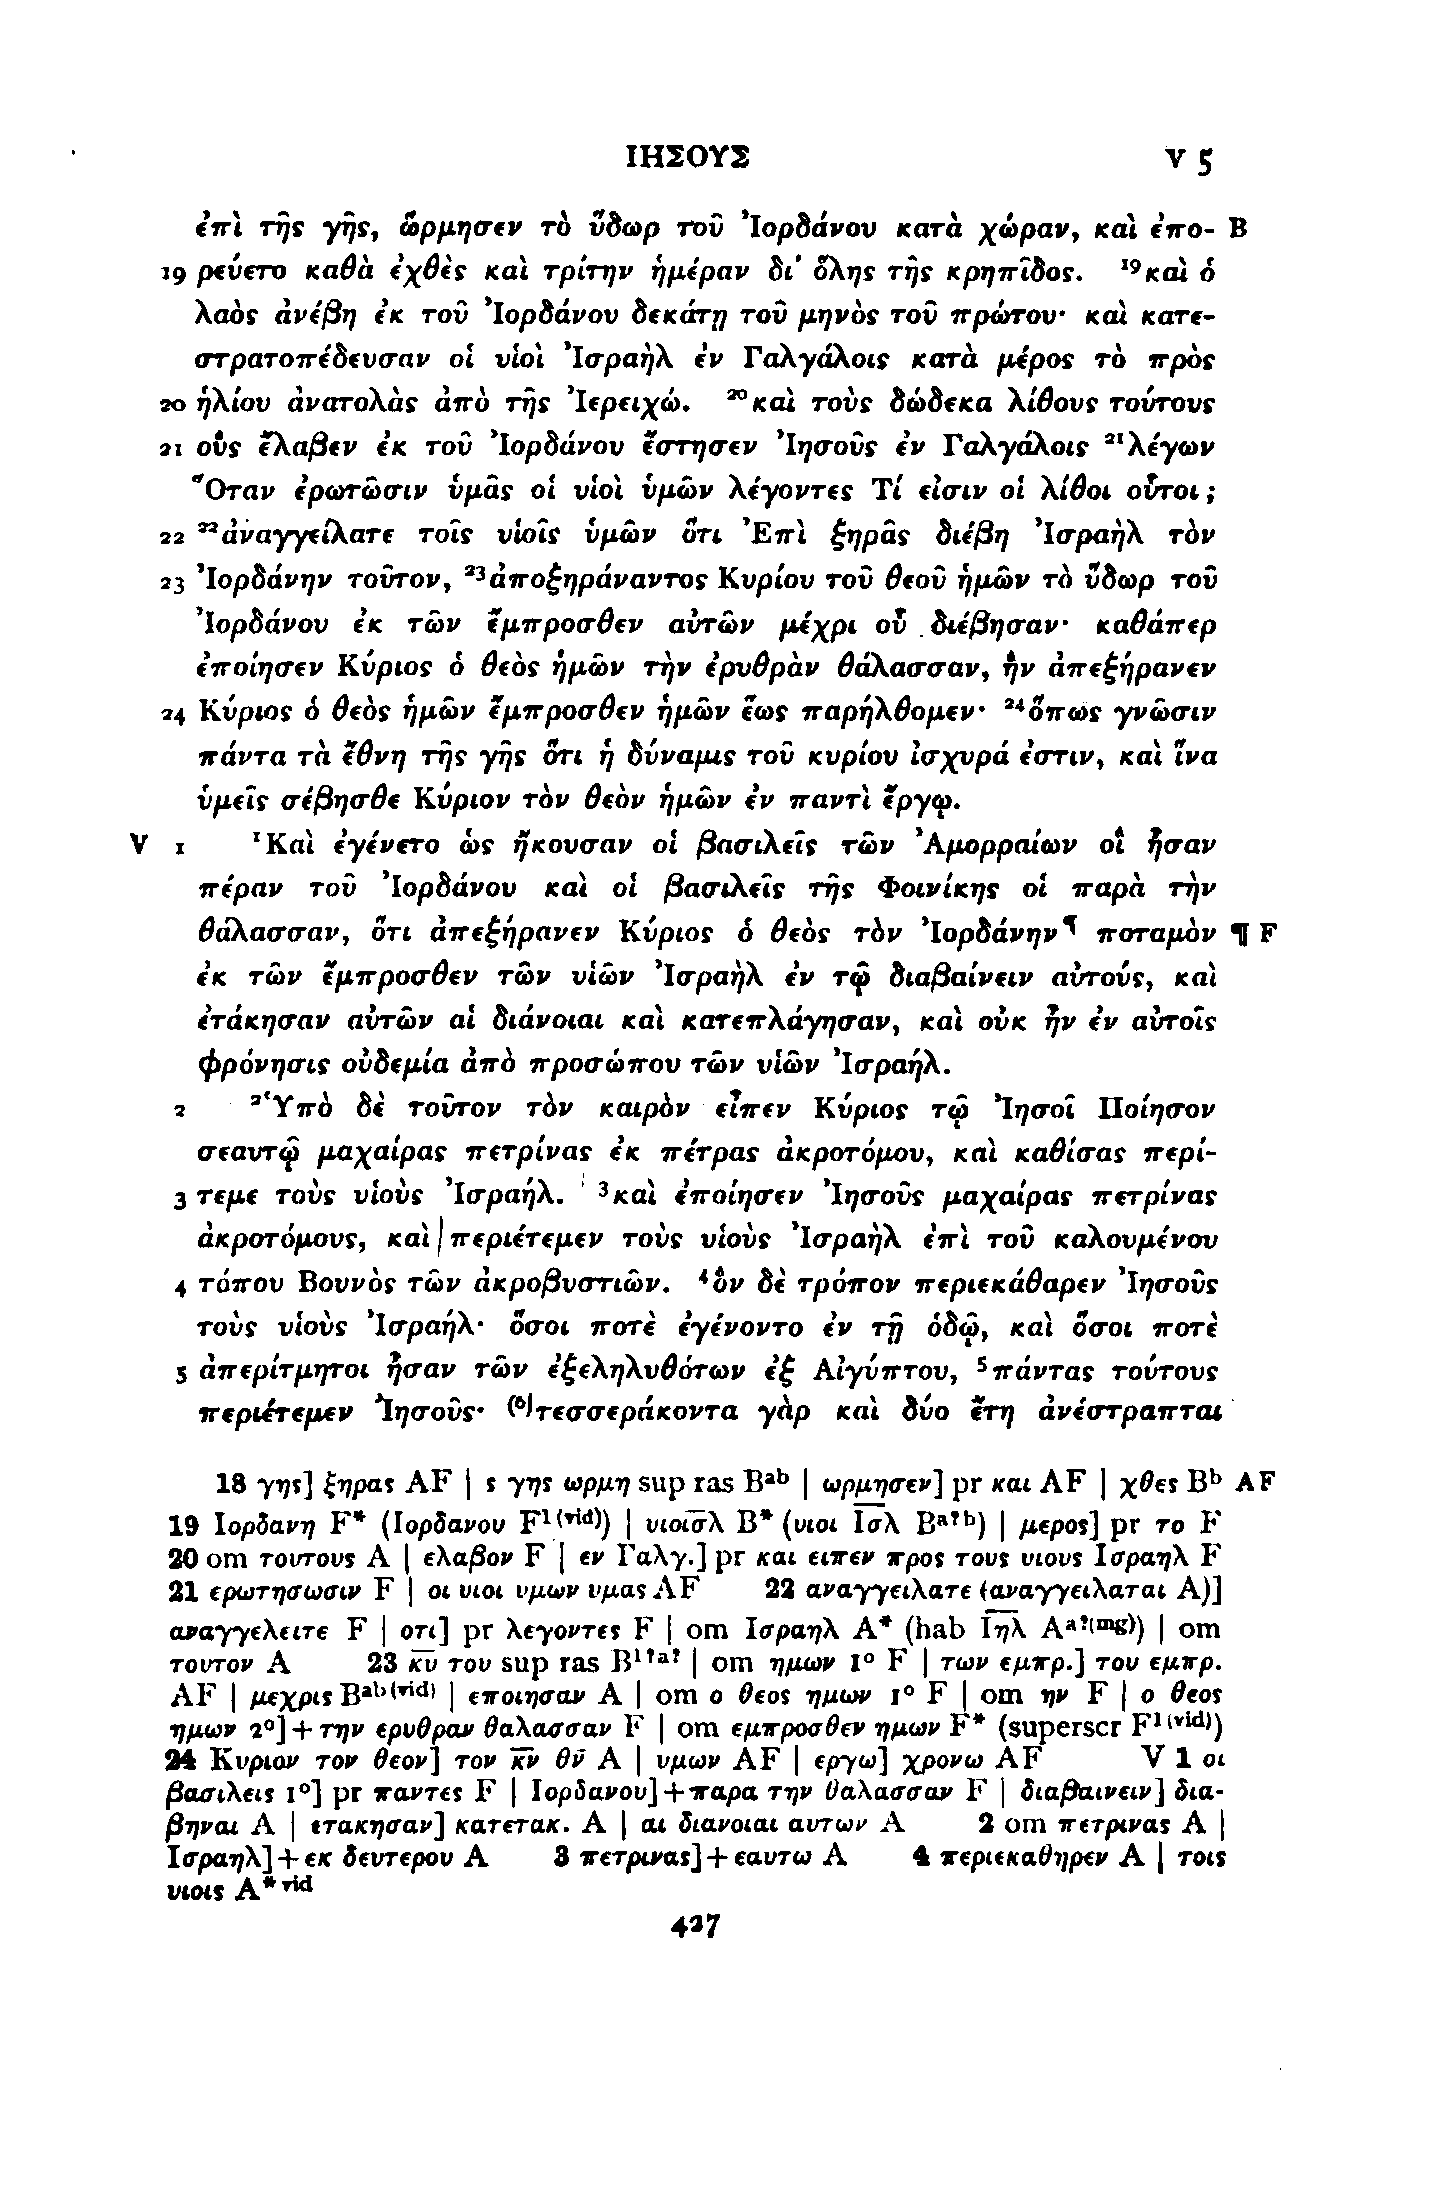 ΙΗΣΟΥΣ V 5
ἐπὶ τῆς γῆς, ὥρμησεν τὸ ὕδωρ τοῦ Ἰορδάνου κατὰ χώραν, καὶ ἐπο- B
19 ρεύετο καθὰ ἐχθὲς καὶ τρίτην ἡμέραν δι' ὅλης τῆς κρηπῖδος. ¹⁹καὶ ὁ
λαὸς ἀνέβη ἐκ τοῦ Ἰορδάνου δεκάτῃ τοῦ μηνὸς τοῦ πρώτου· καὶ κατε-
στρατοπέδευσαν οἱ υἱοὶ Ἰσραὴλ ἐν Γαλγάλοις κατὰ μέρος τὸ πρὸς
20 ἡλίου ἀνατολὰς ἀπὸ τῆς Ἰερειχώ. ²⁰καὶ τοὺς δώδεκα λίθους τούτους
21 οὓς ἔλαβεν ἐκ τοῦ Ἰορδάνου ἔστησεν Ἰησοῦς ἐν Γαλγάλοις ²¹λέγων
Ὅταν ἐρωτῶσιν ὑμᾶς οἱ υἱοὶ ὑμῶν λέγοντες Τί εἰσιν οἱ λίθοι οὗτοι;
22 ²²ἀναγγείλατε τοῖς υἱοῖς ὑμῶν ὅτι Ἐπὶ ξηρᾶς διέβη Ἰσραὴλ τὸν
23 Ἰορδάνην τοῦτον, ²³ἀποξηράναντος Κυρίου τοῦ θεοῦ ἡμῶν τὸ ὕδωρ τοῦ
Ἰορδάνου ἐκ τῶν ἔμπροσθεν αὐτῶν μέχρι οὗ διέβησαν· καθάπερ
ἐποίησεν Κύριος ὁ θεὸς ἡμῶν τὴν ἐρυθρὰν θάλασσαν, ἣν ἀπεξήρανεν
24 Κύριος ὁ θεὸς ἡμῶν ἔμπροσθεν ἡμῶν ἕως παρήλθομεν· ²⁴ὅπως γνῶσιν
πάντα τὰ ἔθνη τῆς γῆς ὅτι ἡ δύναμις τοῦ κυρίου ἰσχυρά ἐστιν, καὶ ἵνα
ὑμεῖς σέβησθε Κύριον τὸν θεὸν ἡμῶν ἐν παντὶ ἔργῳ.
V 1 ¹Καὶ ἐγένετο ὡς ἤκουσαν οἱ βασιλεῖς τῶν Ἀμορραίων οἳ ἦσαν
πέραν τοῦ Ἰορδάνου καὶ οἱ βασιλεῖς τῆς Φοινίκης οἱ παρὰ τὴν
θάλασσαν, ὅτι ἀπεξήρανεν Κύριος ὁ θεὸς τὸν Ἰορδάνην¶ ποταμὸν ¶ F
ἐκ τῶν ἔμπροσθεν τῶν υἱῶν Ἰσραὴλ ἐν τῷ διαβαίνειν αὐτούς, καὶ
ἐτάκησαν αὐτῶν αἱ διάνοιαι καὶ κατεπλάγησαν, καὶ οὐκ ἦν ἐν αὐτοῖς
φρόνησις οὐδεμία ἀπὸ προσώπου τῶν υἱῶν Ἰσραήλ.
2 ²Ὑπὸ δὲ τοῦτον τὸν καιρὸν εἶπεν Κύριος τῷ Ἰησοῖ Ποίησον
σεαυτῷ μαχαίρας πετρίνας ἐκ πέτρας ἀκροτόμου, καὶ καθίσας περί-
3 τεμε τοὺς υἱοὺς Ἰσραήλ. ³καὶ ἐποίησεν Ἰησοῦς μαχαίρας πετρίνας
ἀκροτόμους, καὶ περιέτεμεν τοὺς υἱοὺς Ἰσραὴλ ἐπὶ τοῦ καλουμένου
4 τόπου Βουνὸς τῶν ἀκροβυστιῶν. ⁴ὃν δὲ τρόπον περιεκάθαρεν Ἰησοῦς
τοὺς υἱοὺς Ἰσραήλ· ὅσοι ποτὲ ἐγένοντο ἐν τῇ ὁδῷ, καὶ ὅσοι ποτὲ
5 ἀπερίτμητοι ἦσαν τῶν ἐξεληλυθότων ἐξ Αἰγύπτου, ⁵πάντας τούτους
περιέτεμεν Ἰησοῦς· ⁽⁶⁾τεσσεράκοντα γὰρ καὶ δύο ἔτη ἀνέστραπται
18 γης] ξηρας AF | ς γης ωρμη sup ras Bᵃᵇ | ωρμησεν] pr και AF | χθες Bᵇ AF
19 Ιορδανη F* (Ιορδανου F¹⁽ᵛⁱᵈ⁾) | υιοισ̅λ̅ B* (υιοι Ισ̅λ̅ Bᵃ?ᵇ) | μερος] pr το F
20 om τουτους A | ελαβον F | εν Γαλγ.] pr και ειπεν προς τους υιους Ισραηλ F
21 ερωτησωσιν F | οι υιοι υμων υμας AF 22 αναγγειλατε (αναγγειλαται A)]
αναγγελειτε F | οτι] pr λεγοντες F | om Ισραηλ A* (hab Ιη̅λ̅ Aᵃ?⁽ᵐᵍ⁾) | om
τουτον A 23 κ̅υ̅ του sup ras B¹?ᵃ? | om ημων 1° F | των εμπρ.] του εμπρ.
AF | μεχρις Bᵃᵇ⁽ᵛⁱᵈ⁾ | εποιησαν A | om ο θεος ημων 1° F | om ην F | ο θεος
ημων 2°]+την ερυθραν θαλασσαν F | om εμπροσθεν ημων F* (superscr F¹⁽ᵛⁱᵈ⁾)
24 Κυριον τον θεον] τον κ̅ν̅ θ̅ν̅ A | υμων AF | εργω] χρονω AF V 1 οι
βασιλεις 1°] pr παντες F | Ιορδανου]+παρα την θαλασσαν F | διαβαινειν] δια-
βηναι A | ετακησαν] κατετακ. A | αι διανοιαι αυτων A 2 om πετρινας A |
Ισραηλ]+εκ δευτερου A 3 πετρινας]+εαυτω A 4 περιεκαθηρεν A | τοις
υιοις A*ᵛⁱᵈ
427